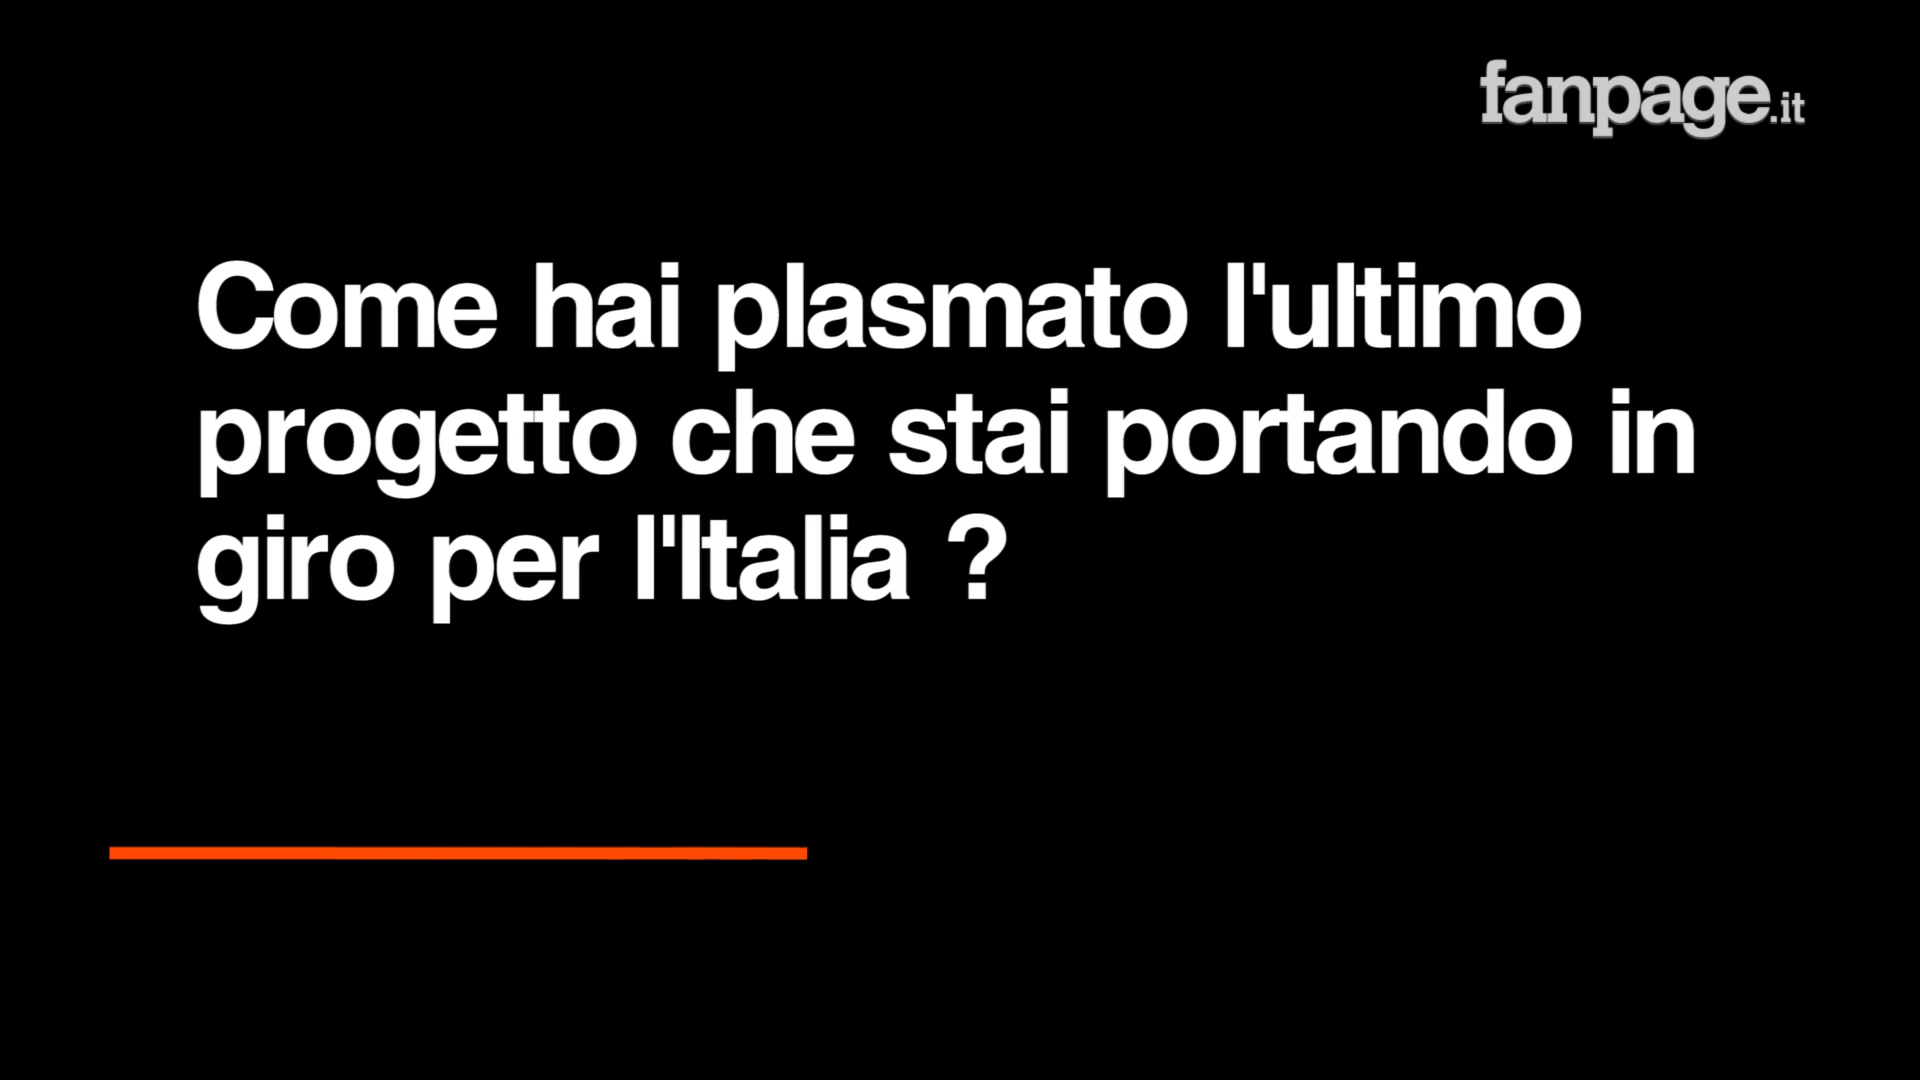 fanpage.it
Come hai plasmato l'ultimo
progetto che stai portando in
giro per l'Italia ?